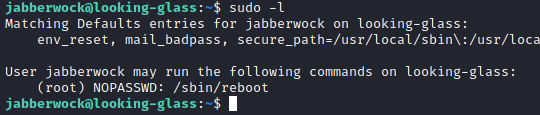 jabberwock@looking-glass:~$ sudo -l
Matching Defaults entries for jabberwock on looking-glass:
env_reset, mail_badpass, secure_path=/usr/local/sbin\:/usr/loca
User jabberwock may run the following commands on looking-glass:
(root) NOPASSWD: /sbin/reboot
jabberwock@looking-glass:~$